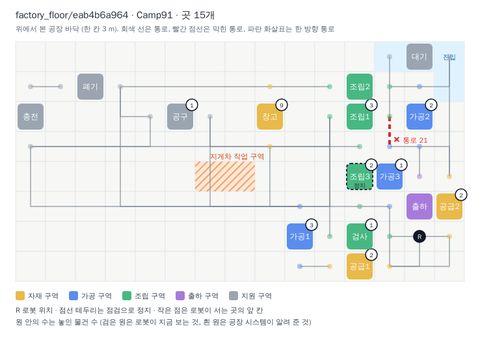 factory_floor/eab4b6a964 · Camp91 · 곳 15개
위에서 본 공장 바닥 (한 칸 3 m). 회색 선은 통로, 빨간 점선은 막힌 통로, 파란 화살표는 한 방향 통로
대기
진입
폐기
조립2
충전
공구
1
창고
9
조립1
3
가공2
2
✕ 통로 21
지게차 작업 구역
조립3
2
정지
가공3
1
출하
공급2
2
가공1
3
검사
1
R
공급1
2
자재 구역
가공 구역
조립 구역
출하 구역
지원 구역
R 로봇 위치 · 점선 테두리는 점검으로 정지 · 작은 점은 로봇이 서는 곳의 앞 칸
원 안의 수는 놓인 물건 수 (검은 원은 로봇이 지금 보는 것, 흰 원은 공장 시스템이 알려 준 것)